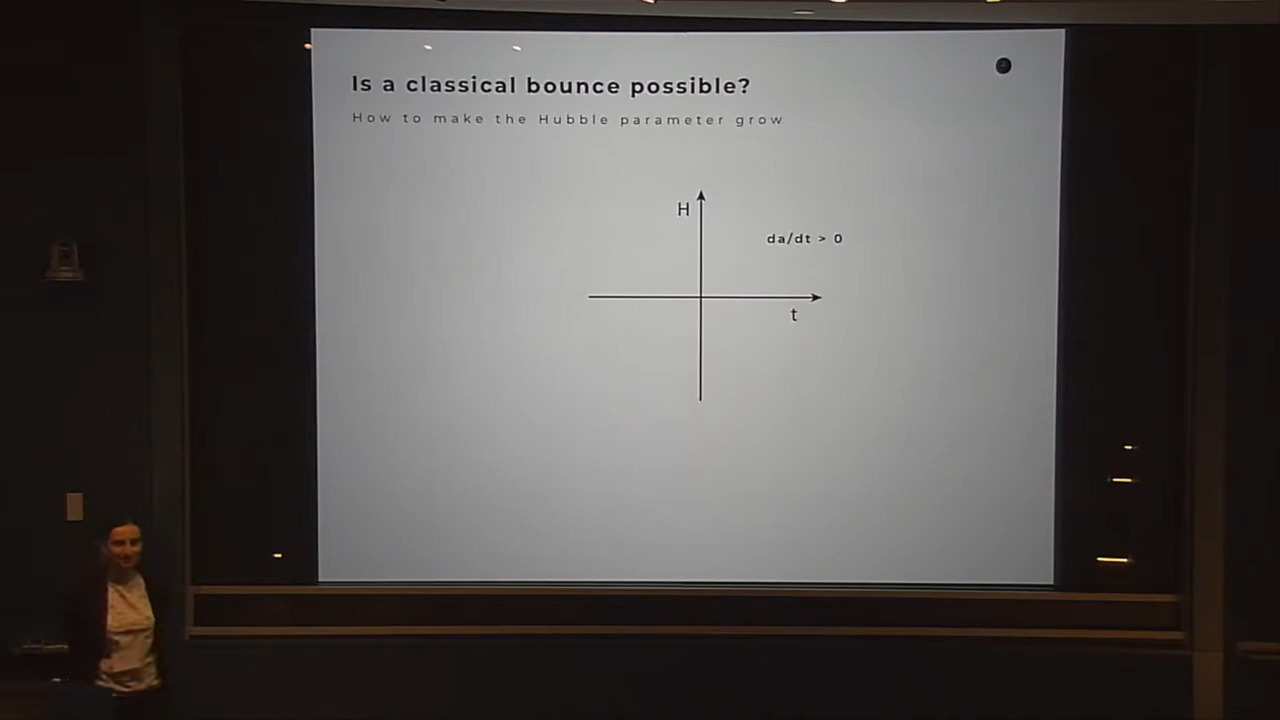 Is a classical bounce possible?
How to make the Hubble parameter grow
H
da/dt > 0
t